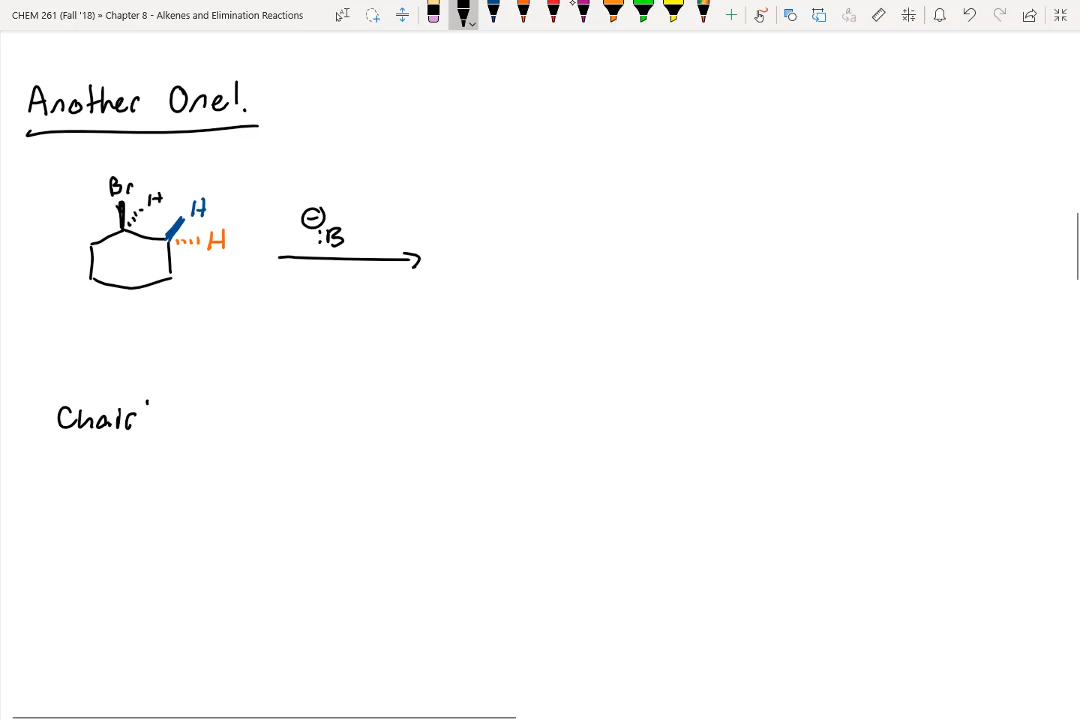 CHEM 261 (Fall '18) » Chapter 8 - Alkenes and Elimination Reactions
Another One!.
Br
H
H
H
⊖
:B
Chair